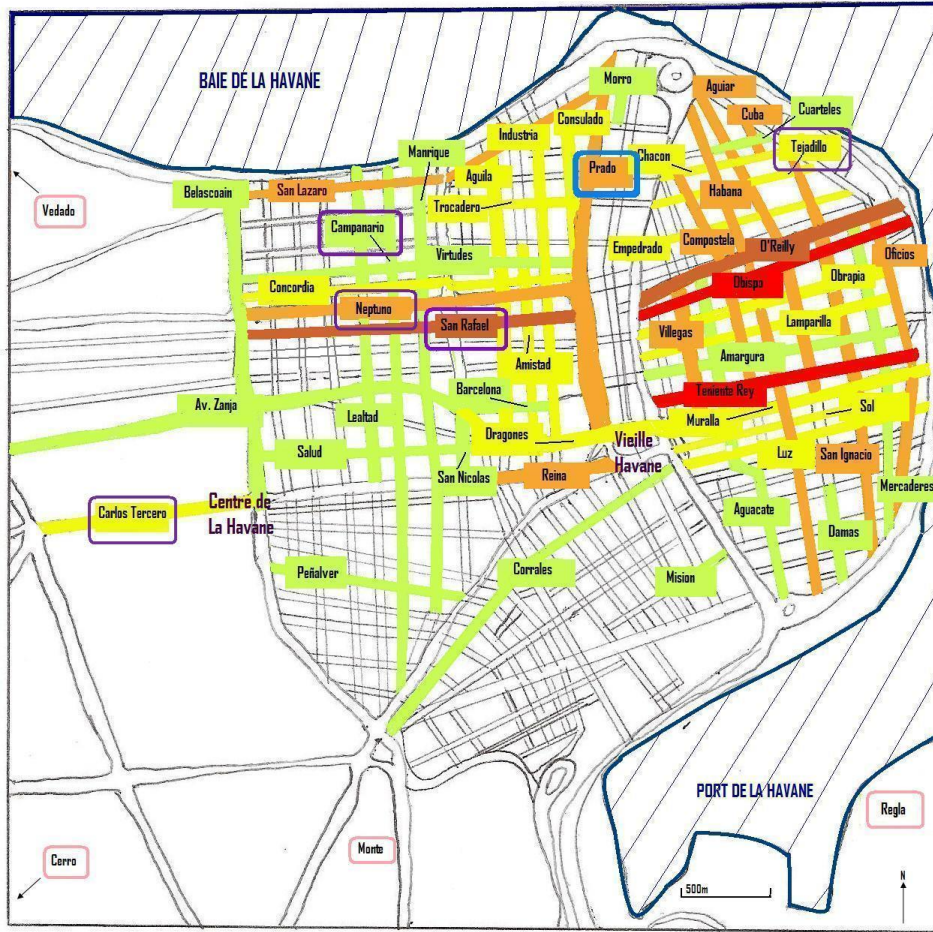 BAIE DE LA HAVANE
Morro
Aguiar
Cuba
Cuarteles
Industria
Consulado
Tejadillo
Manrique
Chacon
Prado
Aguila
Belascoain
San Lazaro
Habana
Vedado
Trocadero
Campanario
Compostela
O'Reilly
Empedrado
Virtudes
Oficios
Concordia
Obispo
Obrapia
Neptuno
San Rafael
Lamparilla
Villegas
Amargura
Amistad
Barcelona
Teniente Rey
Av. Zanja
Lealtad
Muralla
Sol
Dragones
Vieille
Havane
Salud
Luz
San Ignacio
San Nicolas
Reina
Mercaderes
Centre de
La Havane
Carlos Tercero
Aguacate
Damas
Peñalver
Corrales
Mision
PORT DE LA HAVANE
Regla
Monte
Cerro
500m
N